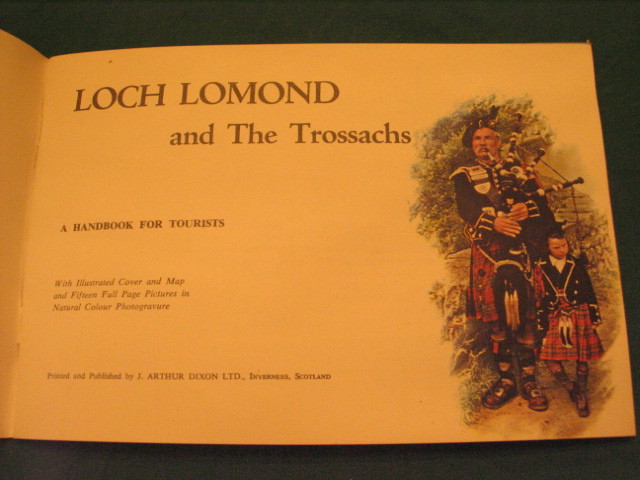 LOCH LOMOND
and The Trossachs
A HANDBOOK FOR TOURISTS
With Illustrated Cover and Map
and Fifteen Full Page Pictures in
Natural Colour Photogravure
Printed and Published by J. ARTHUR DIXON LTD., INVERNESS, SCOTLAND